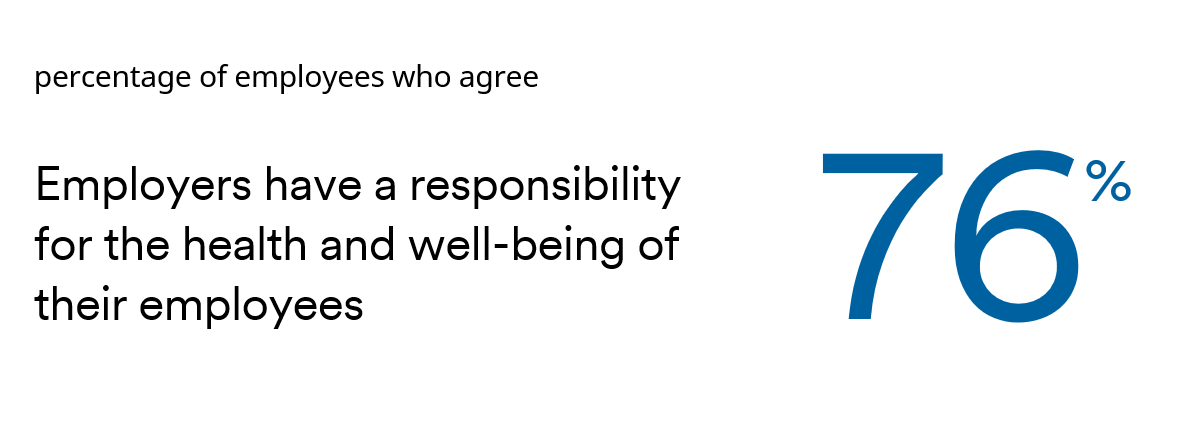 percentage of employees who agree
Employers have a responsibility
for the health and well-being of
their employees
76%